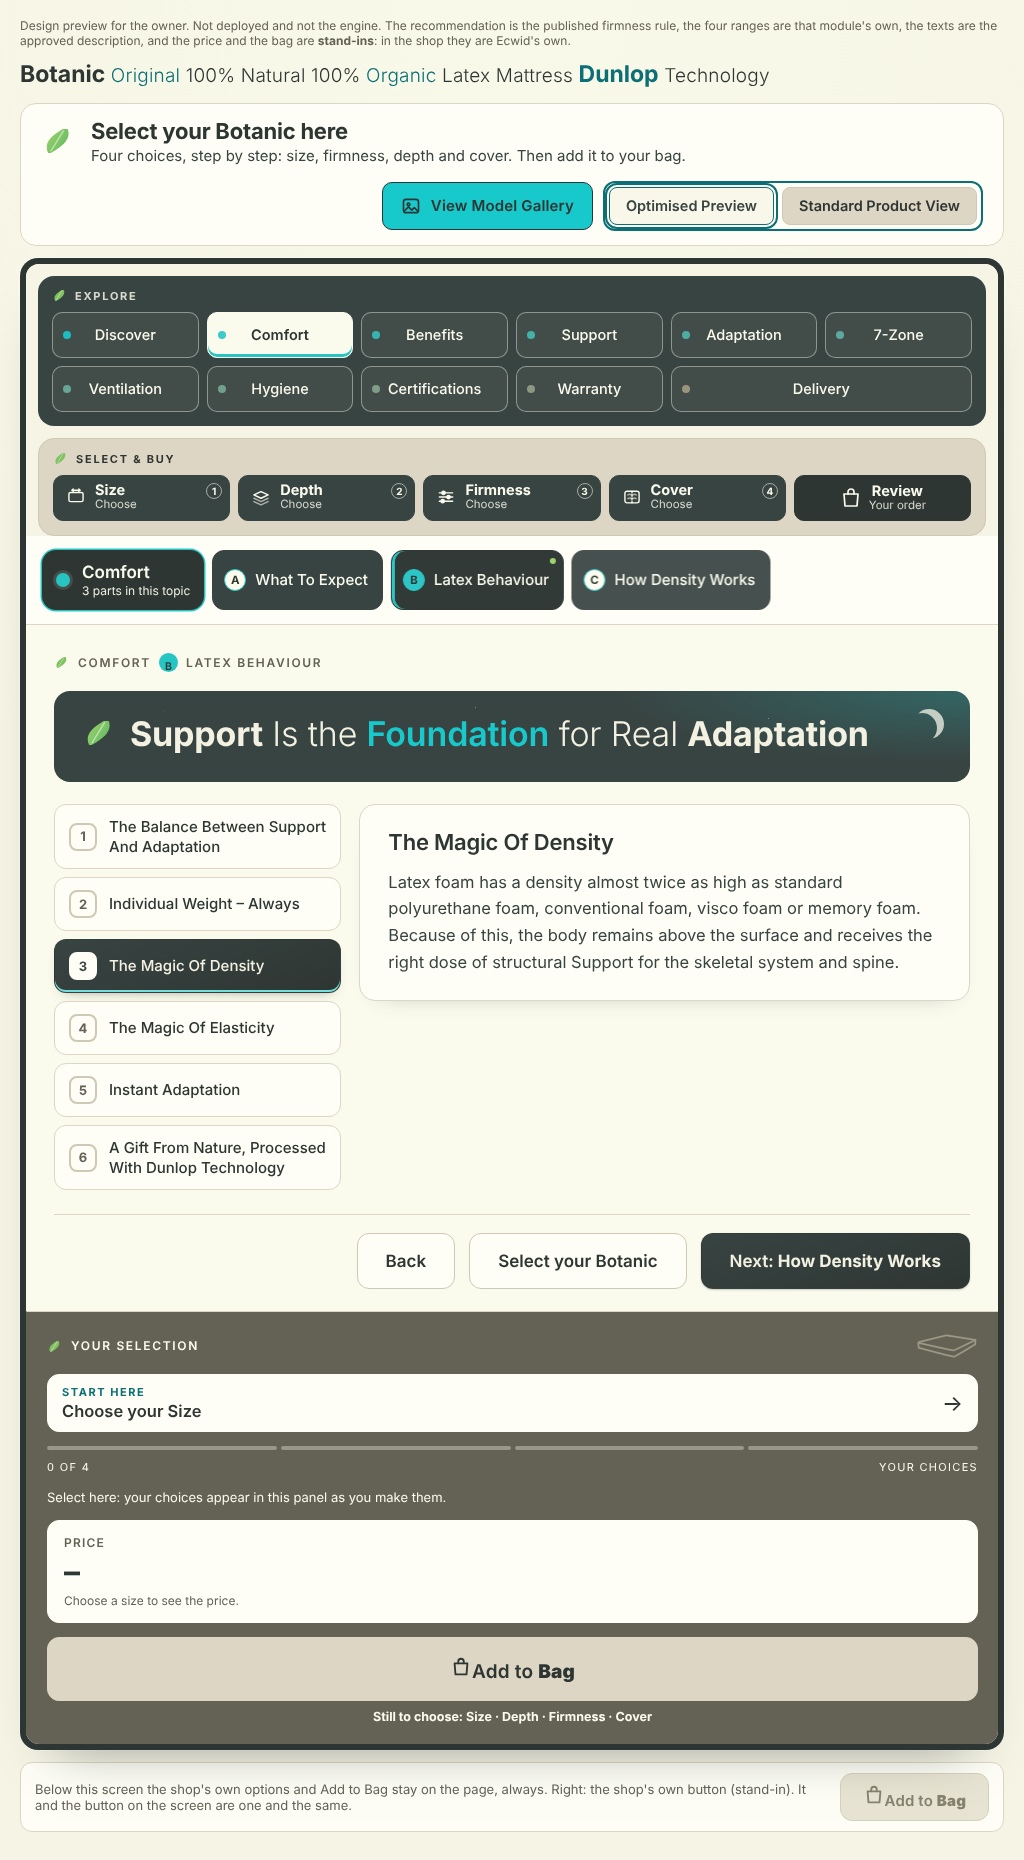 Design preview for the owner. Not deployed and not the engine. The recommendation is the published firmness rule, the four ranges are that module's own, the texts are the
approved description, and the price and the bag are stand-ins: in the shop they are Ecwid's own.
Botanic Original 100% Natural 100% Organic Latex Mattress Dunlop Technology
Select your Botanic here
Four choices, step by step: size, firmness, depth and cover. Then add it to your bag.
View Model Gallery
Optimised Preview
Standard Product View
EXPLORE
Discover
Comfort
Benefits
Support
Adaptation
7-Zone
Ventilation
Hygiene
Certifications
Warranty
Delivery
SELECT & BUY
Size
Choose
1
Depth
Choose
2
Firmness
Choose
3
Cover
Choose
4
Review
Your order
Comfort
3 parts in this topic
A What To Expect
B Latex Behaviour
C How Density Works
COMFORT B LATEX BEHAVIOUR
Support Is the Foundation for Real Adaptation
1 The Balance Between Support
And Adaptation
2 Individual Weight – Always
3 The Magic Of Density
4 The Magic Of Elasticity
5 Instant Adaptation
6 A Gift From Nature, Processed
With Dunlop Technology
The Magic Of Density
Latex foam has a density almost twice as high as standard
polyurethane foam, conventional foam, visco foam or memory foam.
Because of this, the body remains above the surface and receives the
right dose of structural Support for the skeletal system and spine.
Back
Select your Botanic
Next: How Density Works
YOUR SELECTION
START HERE
Choose your Size
0 OF 4
YOUR CHOICES
Select here: your choices appear in this panel as you make them.
PRICE
–
Choose a size to see the price.
Add to Bag
Still to choose: Size · Depth · Firmness · Cover
Below this screen the shop's own options and Add to Bag stay on the page, always. Right: the shop's own button (stand-in). It
and the button on the screen are one and the same.
Add to Bag